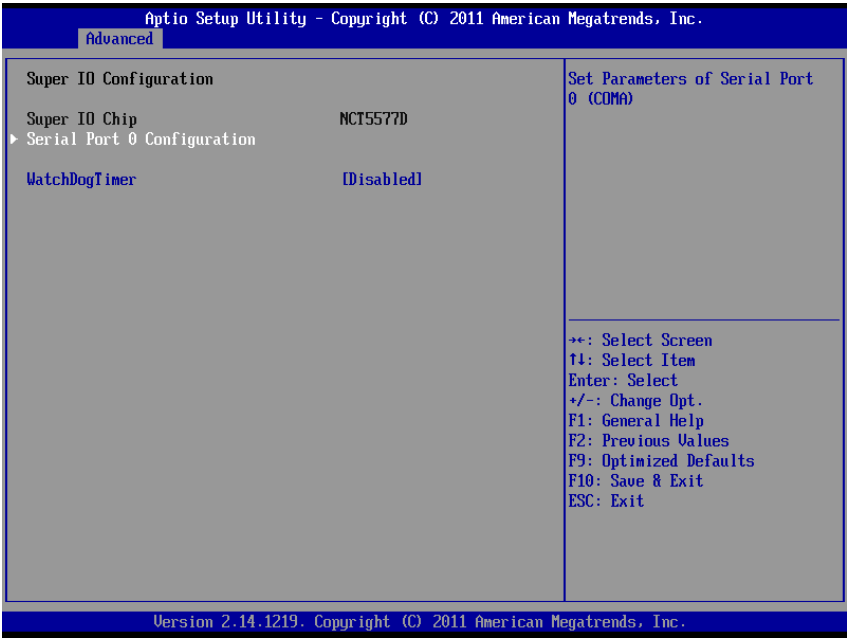 Aptio Setup Utility - Copyright (C) 2011 American Megatrends, Inc.
Advanced
Super IO Configuration
Super IO Chip NCT5577D
Serial Port 0 Configuration
WatchDogTimer [Disabled]
Set Parameters of Serial Port
0 (COMA)
→←: Select Screen
↑↓: Select Item
Enter: Select
+/-: Change Opt.
F1: General Help
F2: Previous Values
F9: Optimized Defaults
F10: Save & Exit
ESC: Exit
Version 2.14.1219. Copyright (C) 2011 American Megatrends, Inc.